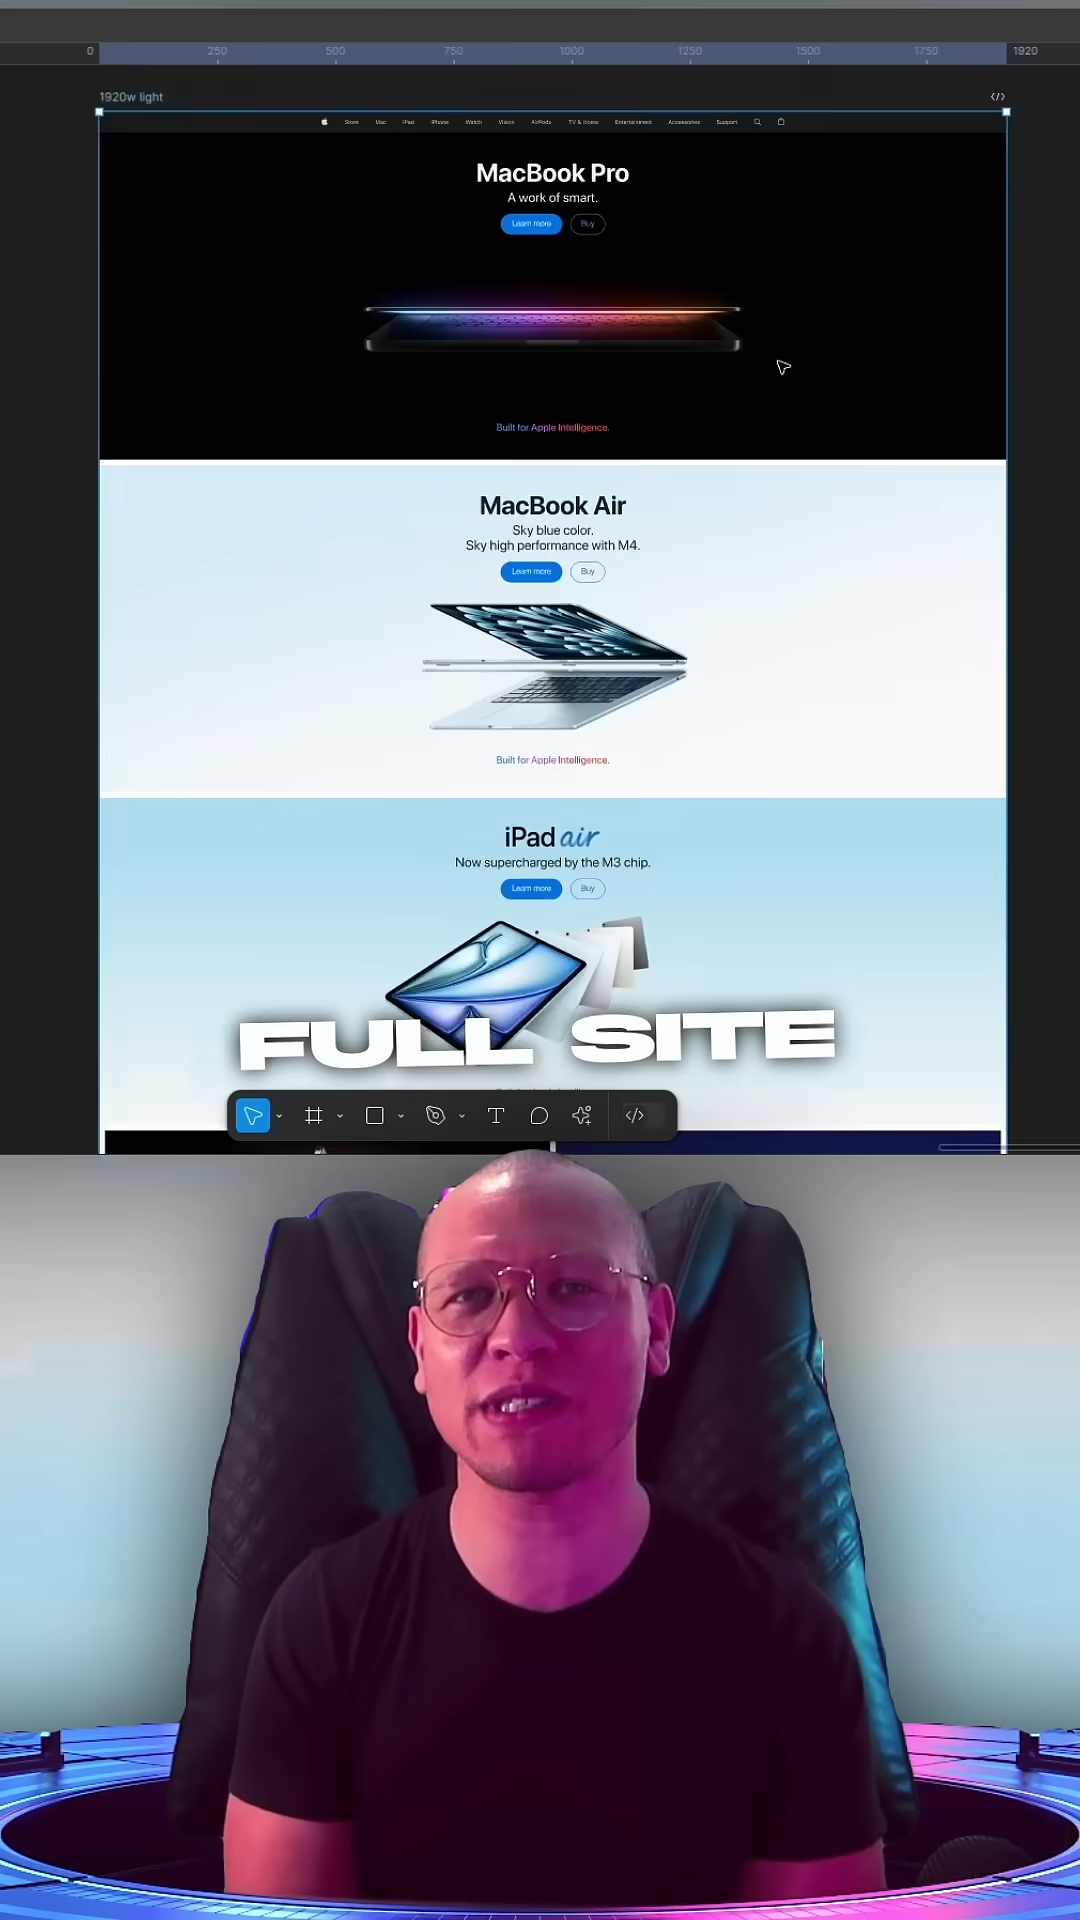 0 250 500 750 1000 1250 1500 1750 1920
1920w light
Store Mac iPad iPhone Watch Vision AirPods TV & Home Entertainment Accessories Support
MacBook Pro
A work of smart.
Learn more Buy
Built for Apple Intelligence.
MacBook Air
Sky blue color.
Sky high performance with M4.
Learn more Buy
Built for Apple Intelligence.
iPad air
Now supercharged by the M3 chip.
Learn more Buy
FULL SITE